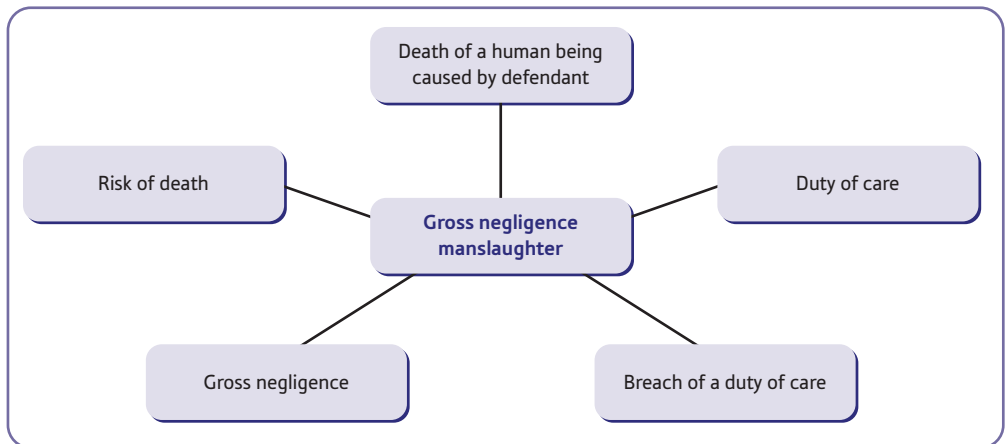 Death of a human being
caused by defendant
Risk of death
Duty of care
Gross negligence
manslaughter
Gross negligence
Breach of a duty of care